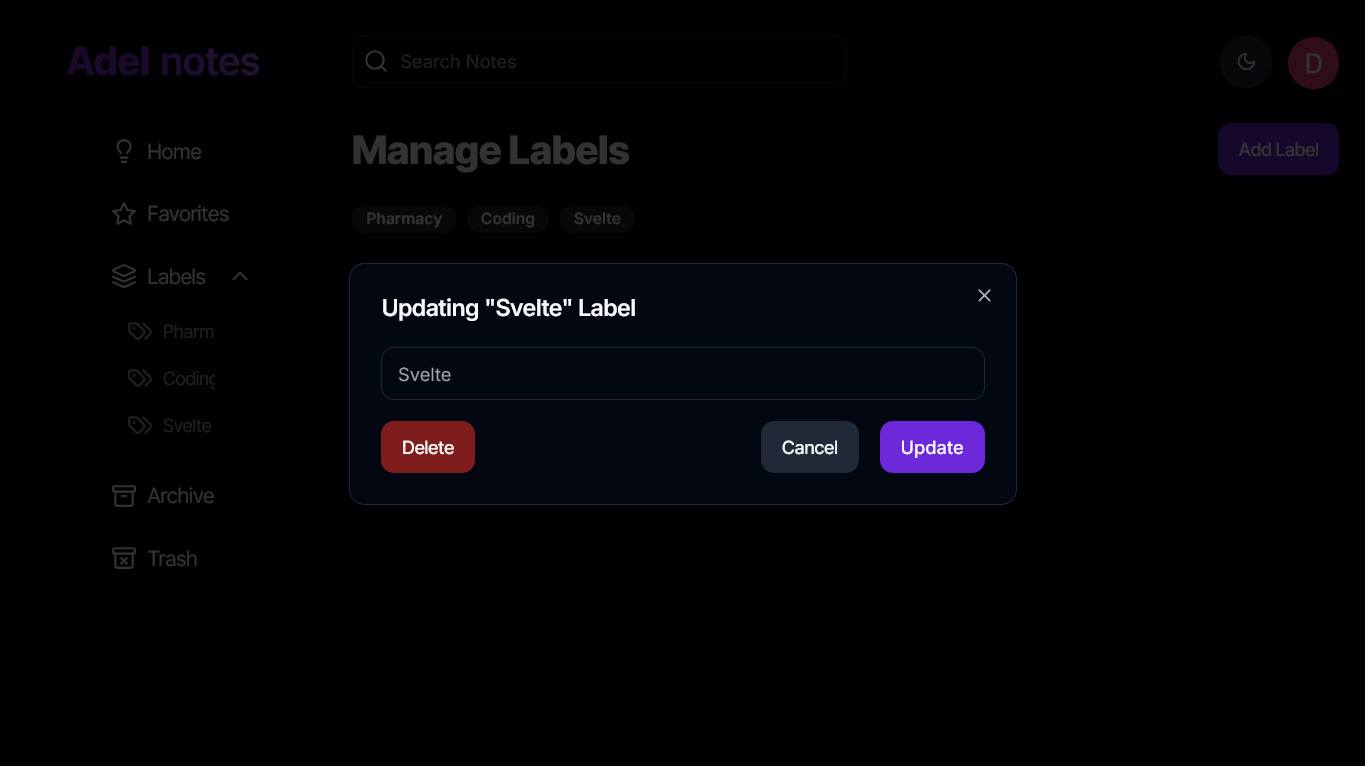 Adel notes
Search Notes
D
Home
Manage Labels
Add Label
Favorites
Pharmacy
Coding
Svelte
Labels
Pharm
Coding
Svelte
Updating "Svelte" Label
Svelte
Delete
Cancel
Update
Archive
Trash